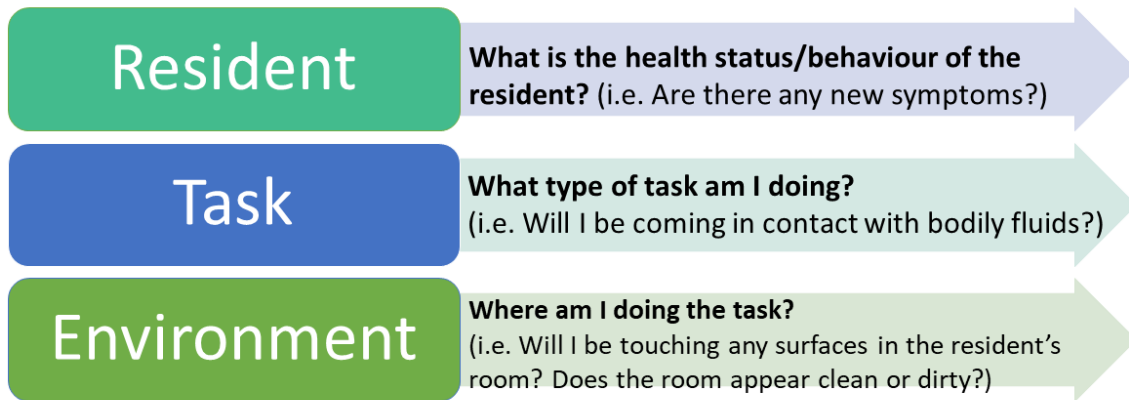 Resident
What is the health status/behaviour of the
resident? (i.e. Are there any new symptoms?)
Task
What type of task am I doing?
(i.e. Will I be coming in contact with bodily fluids?)
Environment
Where am I doing the task?
(i.e. Will I be touching any surfaces in the resident's
room? Does the room appear clean or dirty?)